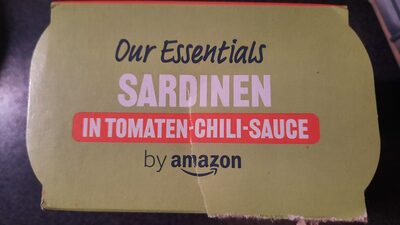 Our Essentials
SARDINEN
IN TOMATEN-CHILI-SAUCE
by amazon